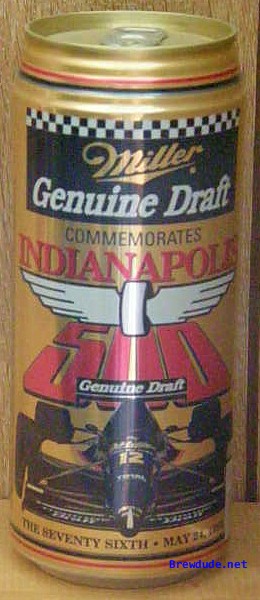 Miller
Genuine Draft
COMMEMORATES
INDIANAPOLIS
500
Genuine Draft
12
THE SEVENTY SIXTH • MAY 24,
Brewdude.net